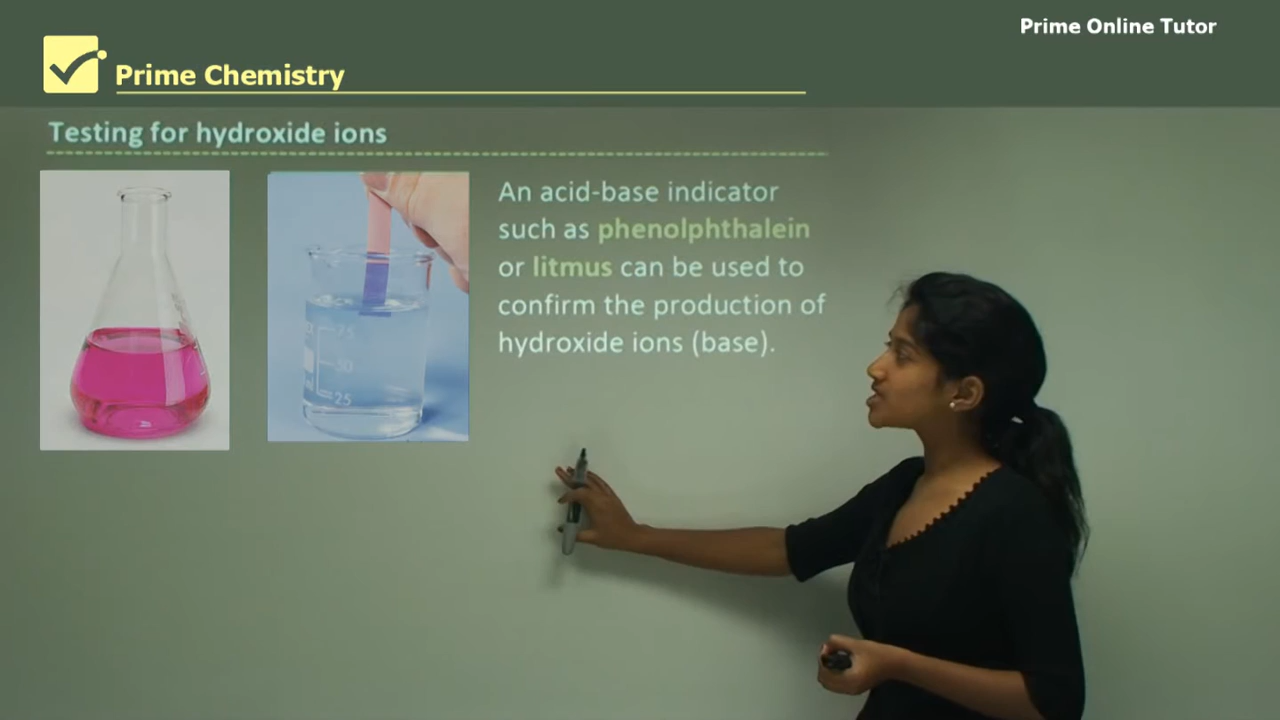 Prime Online Tutor
Prime Chemistry
Testing for hydroxide ions
An acid-base indicator
such as phenolphthalein
or litmus can be used to
confirm the production of
hydroxide ions (base).
25